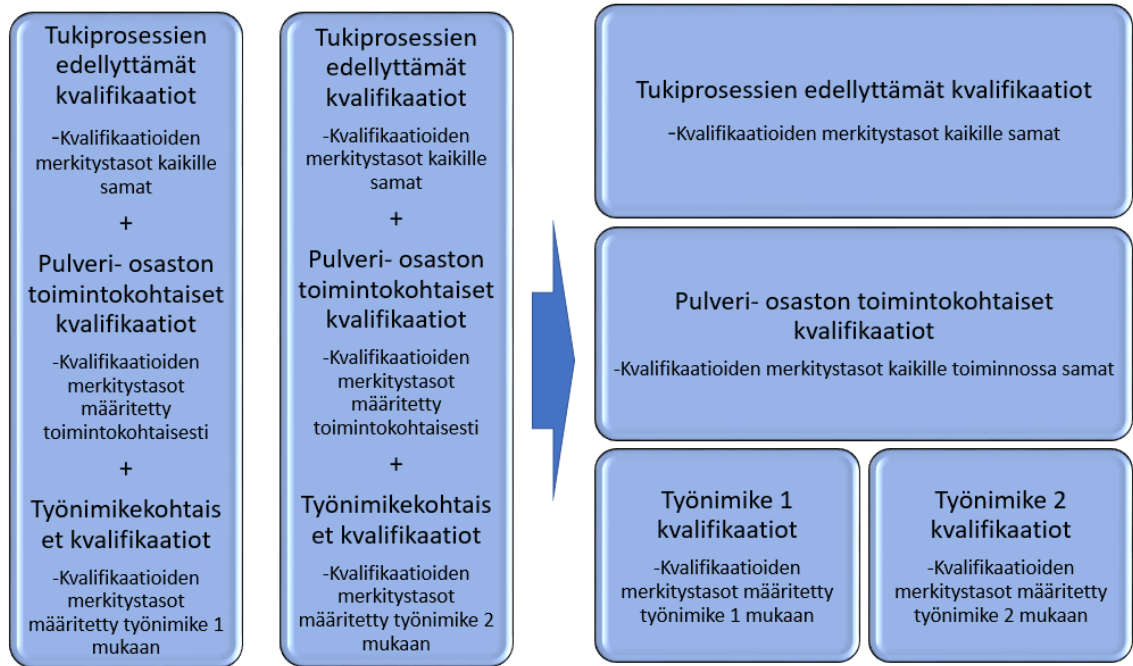 Tukiprosessien
edellyttämät
kvalifikaatiot
-Kvalifikaatioiden
merkitystasot kaikille
samat
+
Pulveri- osaston
toimintokohtaiset
kvalifikaatiot
-Kvalifikaatioiden
merkitystasot
määritetty
toimintokohtaisesti
+
Työnimikekohtais
et kvalifikaatiot
-Kvalifikaatioiden
merkitystasot
määritetty työnimike 1
mukaan
Tukiprosessien
edellyttämät
kvalifikaatiot
-Kvalifikaatioiden
merkitystasot kaikille
samat
+
Pulveri- osaston
toimintokohtaiset
kvalifikaatiot
-Kvalifikaatioiden
merkitystasot
määritetty
toimintokohtaisesti
+
Työnimikekohtais
et kvalifikaatiot
-Kvalifikaatioiden
merkitystasot
määritetty työnimike 2
mukaan
Tukiprosessien edellyttämät kvalifikaatiot
-Kvalifikaatioiden merkitystasot kaikille samat
Pulveri- osaston toimintokohtaiset
kvalifikaatiot
-Kvalifikaatioiden merkitystasot kaikille toiminnossa samat
Työnimike 1
kvalifikaatiot
-Kvalifikaatioiden
merkitystasot määritetty
työnimike 1 mukaan
Työnimike 2
kvalifikaatiot
-Kvalifikaatioiden
merkitystasot määritetty
työnimike 2 mukaan